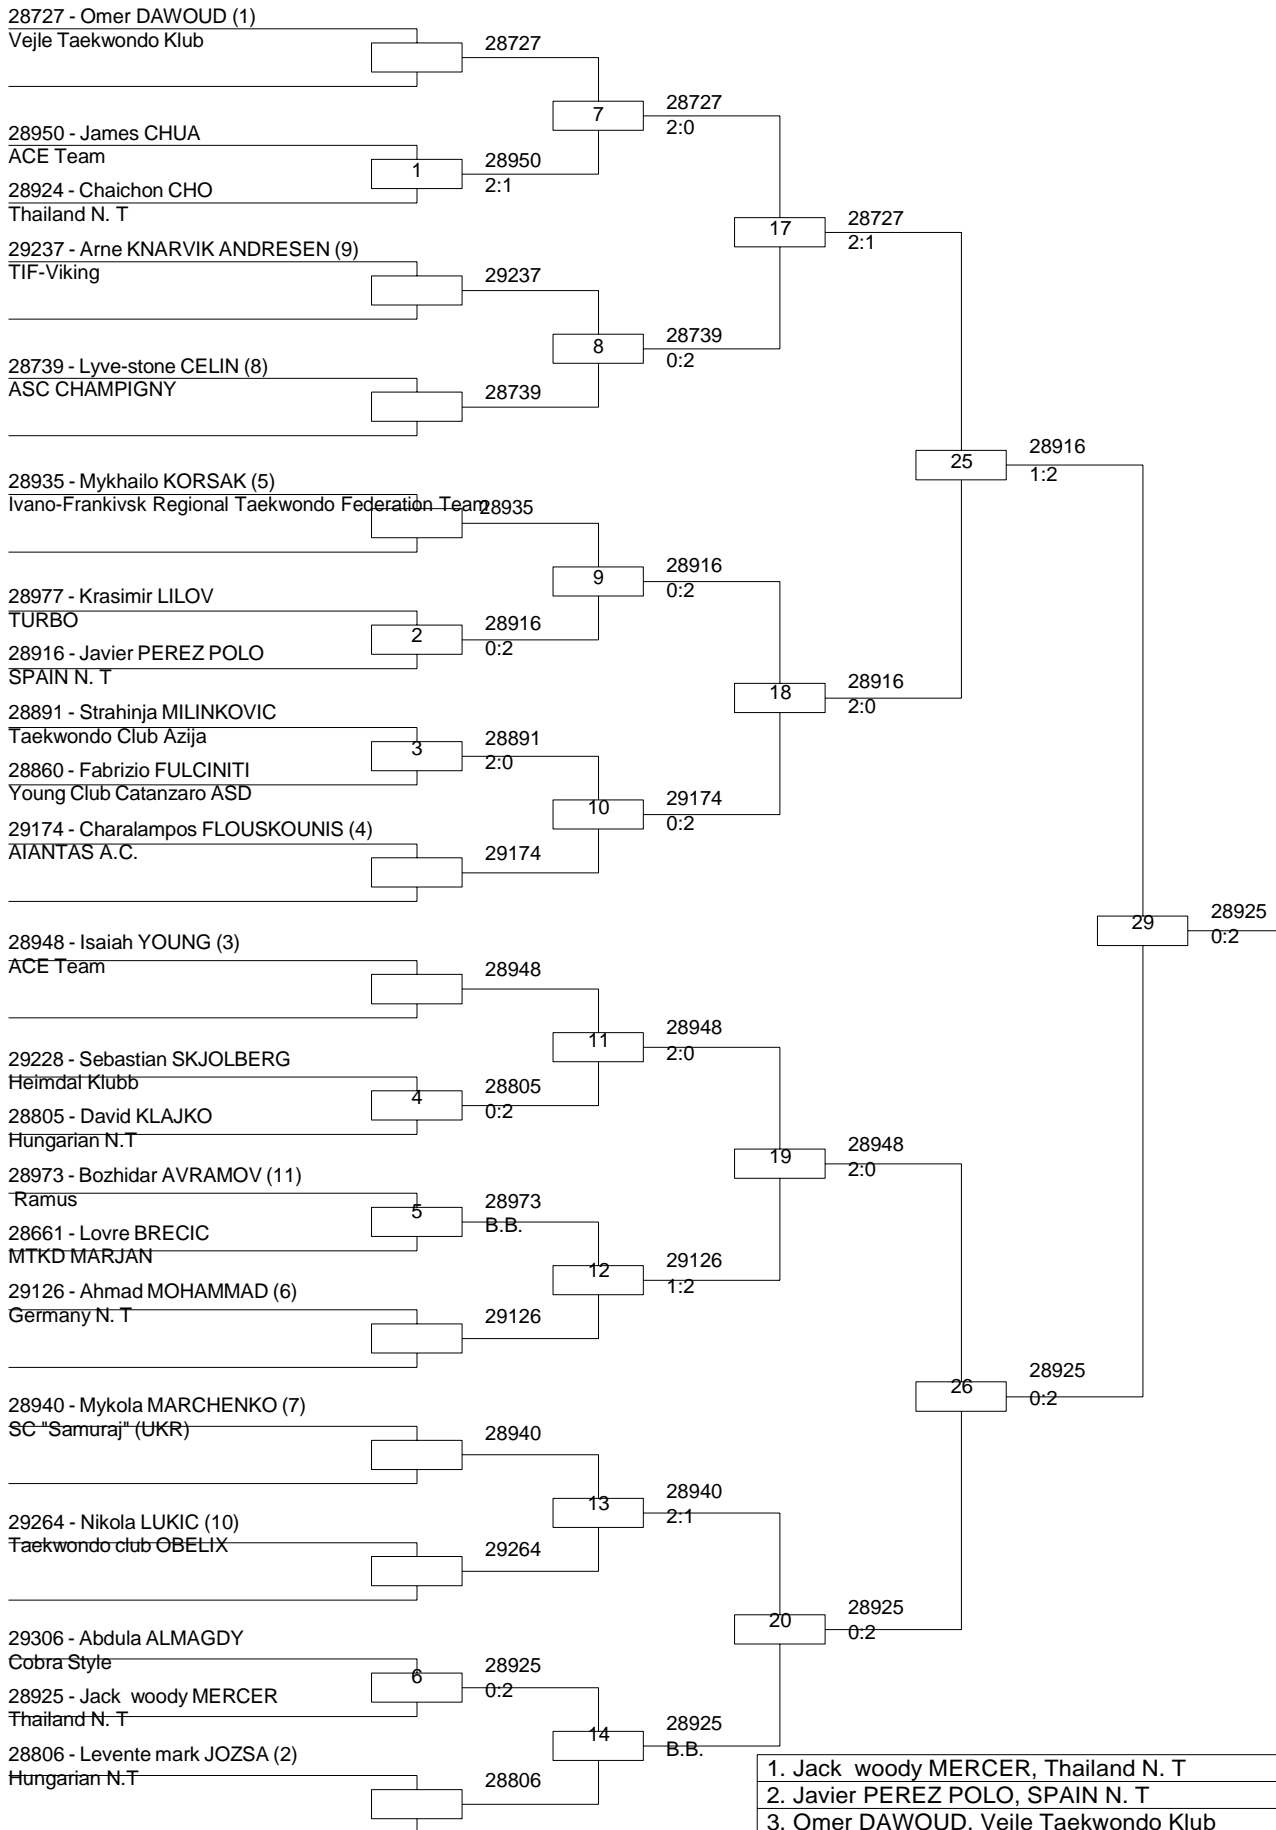 28727 - Omer DAWOUD (1)
Vejle Taekwondo Klub
28727
7
28727
2:0
28950 - James CHUA
ACE Team
1
28950
2:1
28924 - Chaichon CHO
Thailand N. T
17
28727
2:1
29237 - Arne KNARVIK ANDRESEN (9)
TIF-Viking
29237
8
28739
0:2
28739 - Lyve-stone CELIN (8)
ASC CHAMPIGNY
28739
25
28916
1:2
28935 - Mykhailo KORSAK (5)
Ivano-Frankivsk Regional Taekwondo Federation Team
28935
9
28916
0:2
28977 - Krasimir LILOV
TURBO
2
28916
0:2
28916 - Javier PEREZ POLO
SPAIN N. T
18
28916
2:0
28891 - Strahinja MILINKOVIC
Taekwondo Club Azija
3
28891
2:0
28860 - Fabrizio FULCINITI
Young Club Catanzaro ASD
10
29174
0:2
29174 - Charalampos FLOUSKOUNIS (4)
AIANTAS A.C.
29174
29
28925
0:2
28948 - Isaiah YOUNG (3)
ACE Team
28948
11
28948
2:0
29228 - Sebastian SKJOLBERG
Heimdal Klubb
4
28805
0:2
28805 - David KLAJKO
Hungarian N.T
19
28948
2:0
28973 - Bozhidar AVRAMOV (11)
Ramus
5
28973
B.B.
28661 - Lovre BRECIC
MTKD MARJAN
12
29126
1:2
29126 - Ahmad MOHAMMAD (6)
Germany N. T
29126
26
28925
0:2
28940 - Mykola MARCHENKO (7)
SC "Samuraj" (UKR)
28940
13
28940
2:1
29264 - Nikola LUKIC (10)
Taekwondo club OBELIX
29264
20
28925
0:2
29306 - Abdula ALMAGDY
Cobra Style
6
28925
0:2
28925 - Jack  woody MERCER
Thailand N. T
14
28925
B.B.
28806 - Levente mark JOZSA (2)
Hungarian N.T
28806
1. Jack  woody MERCER, Thailand N. T
2. Javier PEREZ POLO, SPAIN N. T
3. Omer DAWOUD, Vejle Taekwondo Klub